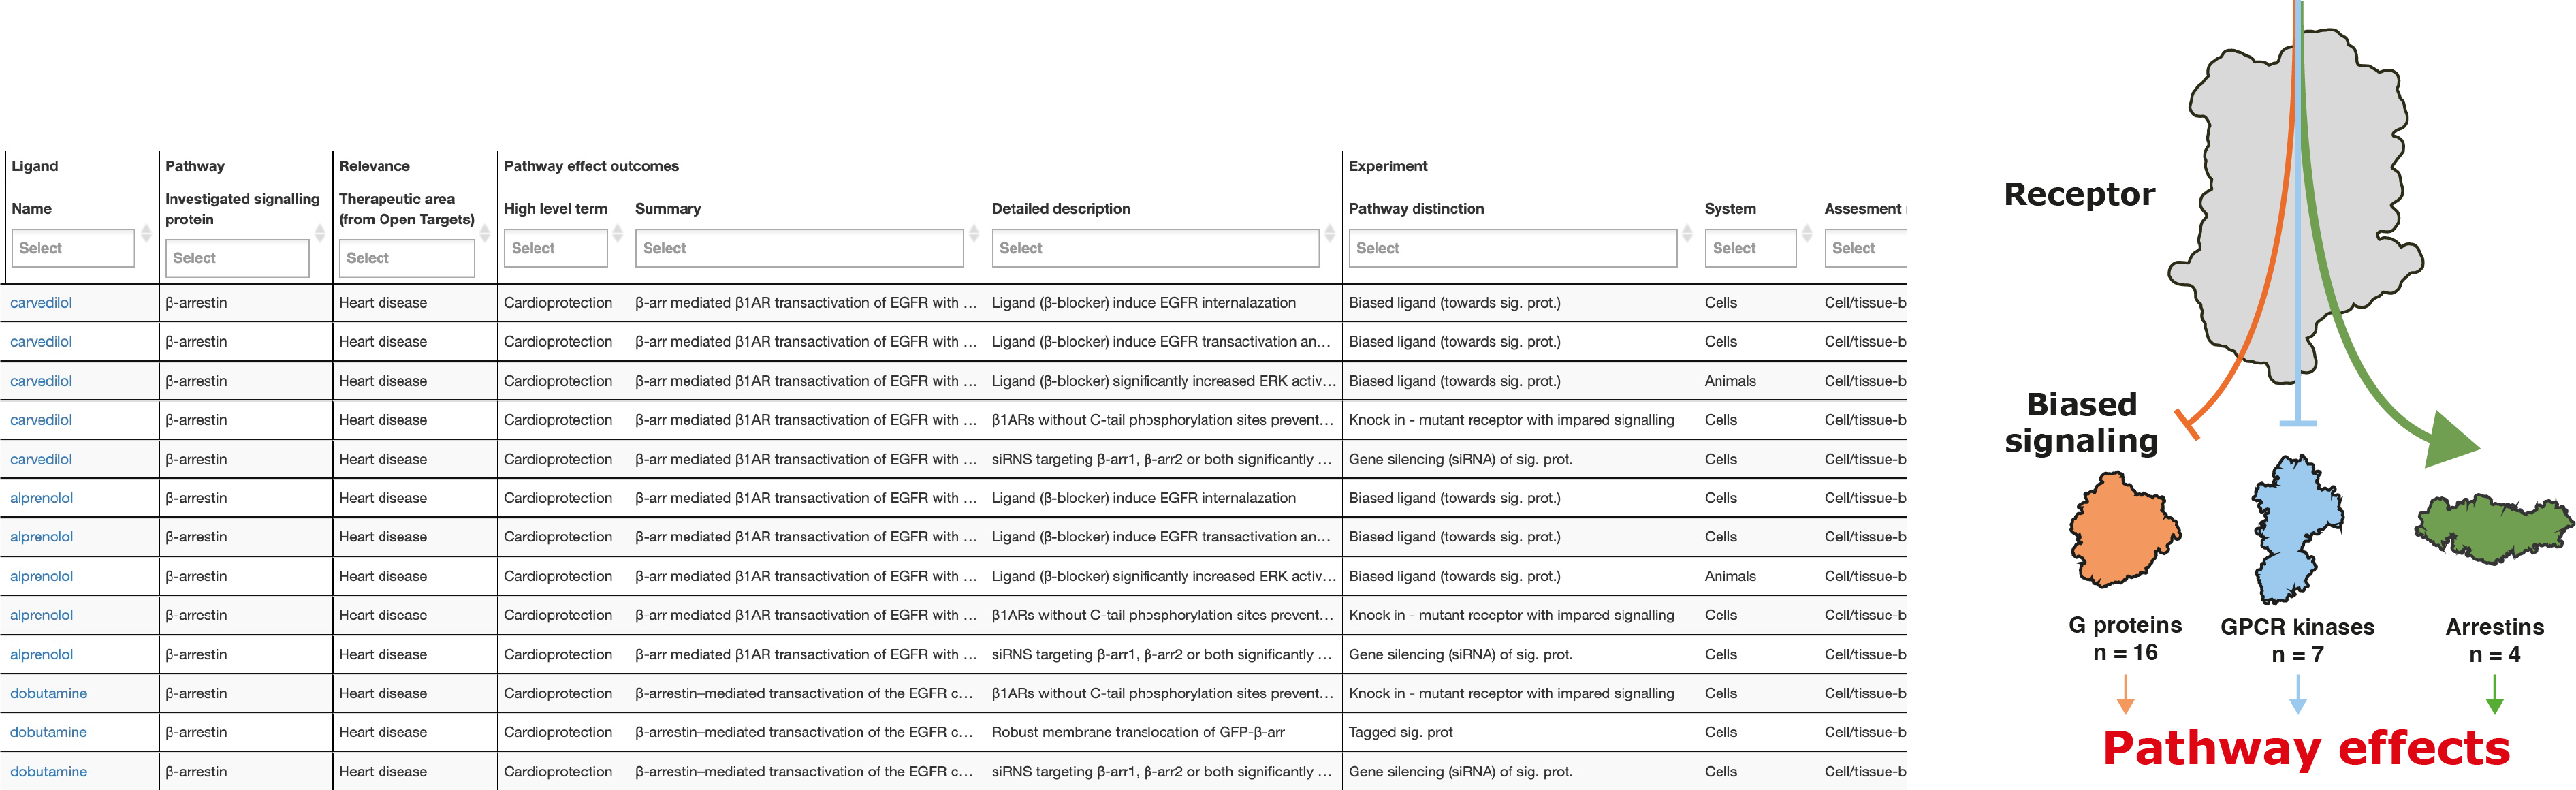 Ligand Pathway Relevance Pathway effect outcomes Experiment
Name Investigated signalling protein Therapeutic area (from Open Targets) High level term Summary Detailed description Pathway distinction System Assesment
Select Select Select Select Select Select Select Select Select
carvedilol β-arrestin Heart disease Cardioprotection β-arr mediated β1AR transactivation of EGFR with … Ligand (β-blocker) induce EGFR internalazation Biased ligand (towards sig. prot.) Cells Cell/tissue-b
carvedilol β-arrestin Heart disease Cardioprotection β-arr mediated β1AR transactivation of EGFR with … Ligand (β-blocker) induce EGFR transactivation an… Biased ligand (towards sig. prot.) Cells Cell/tissue-b
carvedilol β-arrestin Heart disease Cardioprotection β-arr mediated β1AR transactivation of EGFR with … Ligand (β-blocker) significantly increased ERK activ… Biased ligand (towards sig. prot.) Animals Cell/tissue-b
carvedilol β-arrestin Heart disease Cardioprotection β-arr mediated β1AR transactivation of EGFR with … β1ARs without C-tail phosphorylation sites prevent… Knock in - mutant receptor with impared signalling Cells Cell/tissue-b
carvedilol β-arrestin Heart disease Cardioprotection β-arr mediated β1AR transactivation of EGFR with … siRNS targeting β-arr1, β-arr2 or both significantly … Gene silencing (siRNA) of sig. prot. Cells Cell/tissue-b
alprenolol β-arrestin Heart disease Cardioprotection β-arr mediated β1AR transactivation of EGFR with … Ligand (β-blocker) induce EGFR internalazation Biased ligand (towards sig. prot.) Cells Cell/tissue-b
alprenolol β-arrestin Heart disease Cardioprotection β-arr mediated β1AR transactivation of EGFR with … Ligand (β-blocker) induce EGFR transactivation an… Biased ligand (towards sig. prot.) Cells Cell/tissue-b
alprenolol β-arrestin Heart disease Cardioprotection β-arr mediated β1AR transactivation of EGFR with … Ligand (β-blocker) significantly increased ERK activ… Biased ligand (towards sig. prot.) Animals Cell/tissue-b
alprenolol β-arrestin Heart disease Cardioprotection β-arr mediated β1AR transactivation of EGFR with … β1ARs without C-tail phosphorylation sites prevent… Knock in - mutant receptor with impared signalling Cells Cell/tissue-b
alprenolol β-arrestin Heart disease Cardioprotection β-arr mediated β1AR transactivation of EGFR with … siRNS targeting β-arr1, β-arr2 or both significantly … Gene silencing (siRNA) of sig. prot. Cells Cell/tissue-b
dobutamine β-arrestin Heart disease Cardioprotection β-arrestin–mediated transactivation of the EGFR c… β1ARs without C-tail phosphorylation sites prevent… Knock in - mutant receptor with impared signalling Cells Cell/tissue-b
dobutamine β-arrestin Heart disease Cardioprotection β-arrestin–mediated transactivation of the EGFR c… Robust membrane translocation of GFP-β-arr Tagged sig. prot Cells Cell/tissue-b
dobutamine β-arrestin Heart disease Cardioprotection β-arrestin–mediated transactivation of the EGFR c… siRNS targeting β-arr1, β-arr2 or both significantly … Gene silencing (siRNA) of sig. prot. Cells Cell/tissue-b
Receptor
Biased
signaling
G proteins GPCR kinases Arrestins
n = 16 n = 7 n = 4
Pathway effects